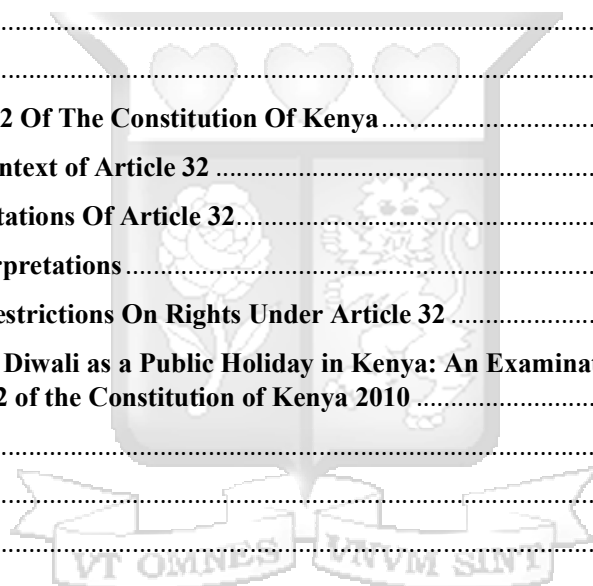 2 Of The Constitution Of Kenya
ntext of Article 32
tations Of Article 32
rpretations
estrictions On Rights Under Article 32
Diwali as a Public Holiday in Kenya: An Examinat
2 of the Constitution of Kenya 2010
VT OMNES VNVM SINT